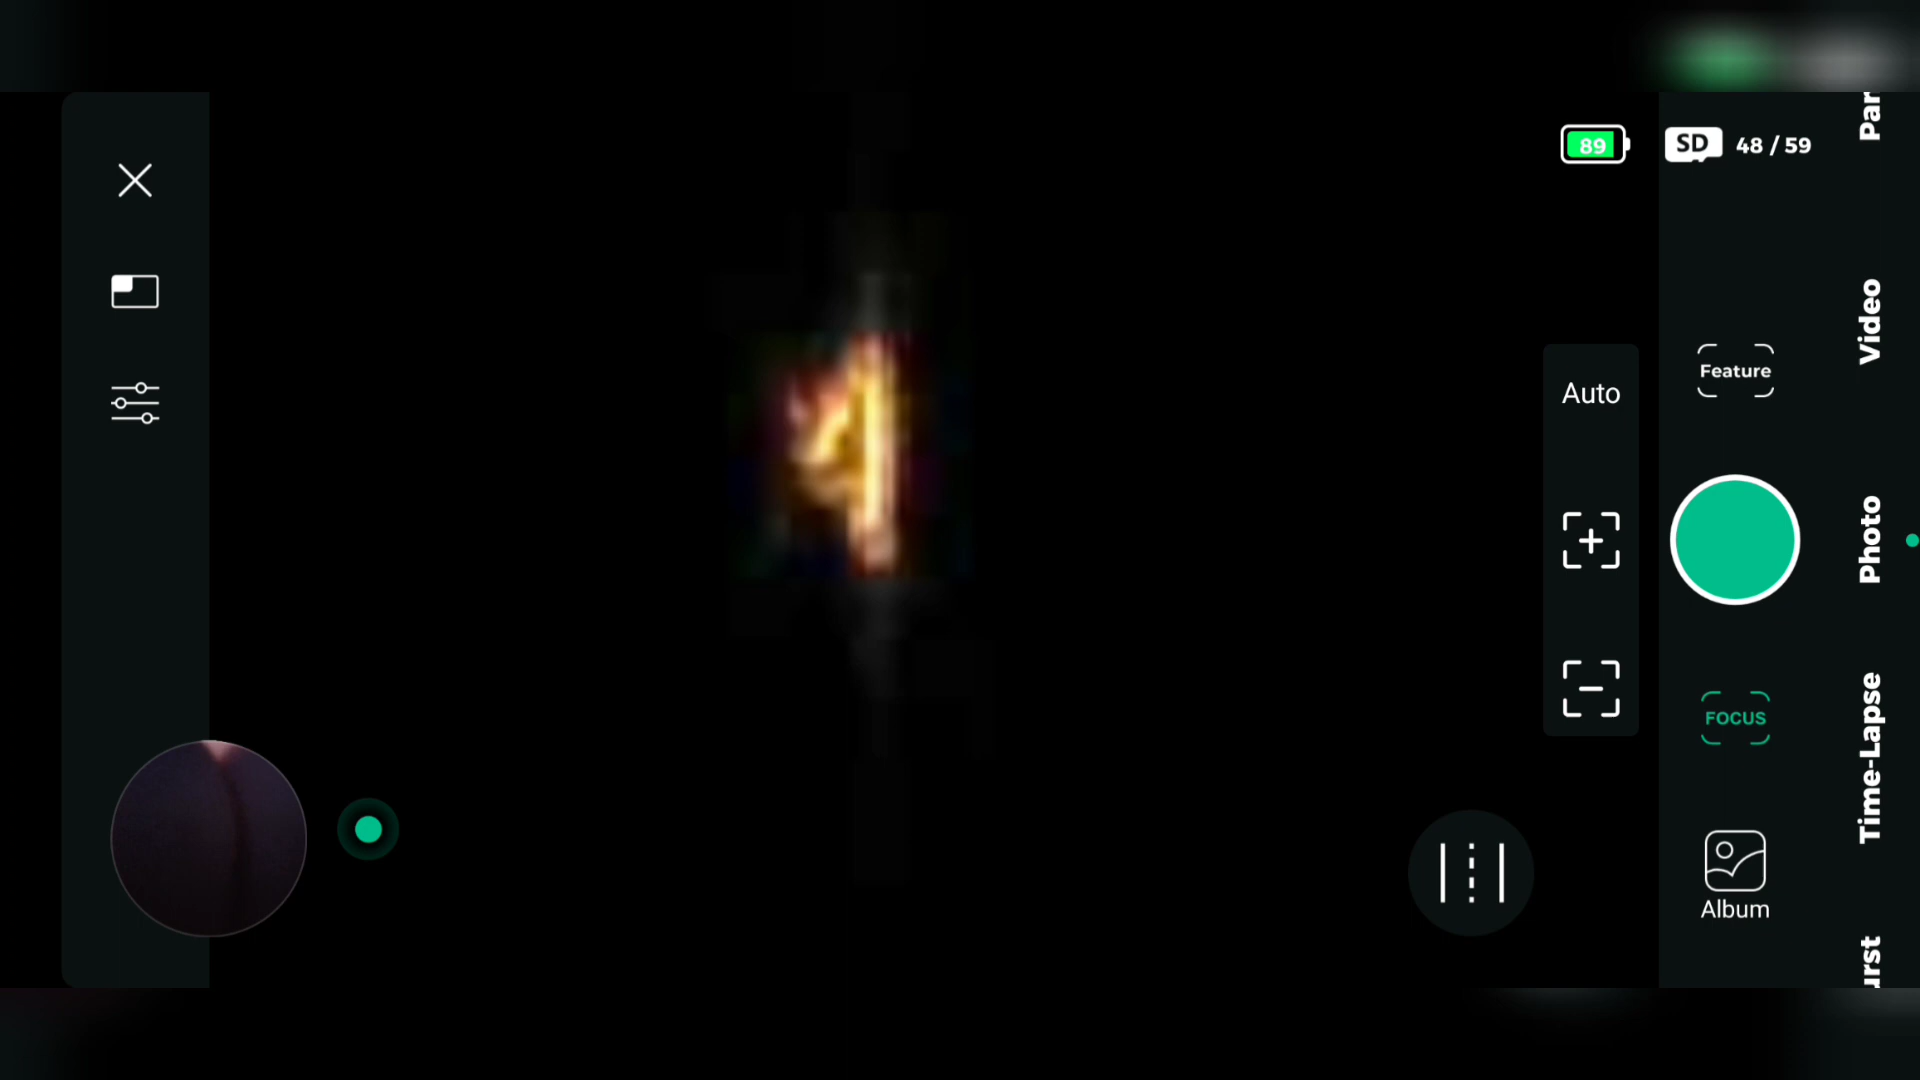 89
SD 48 / 59
Par
Video
Feature
Auto
Photo
FOCUS
Time-Lapse
Album
urst